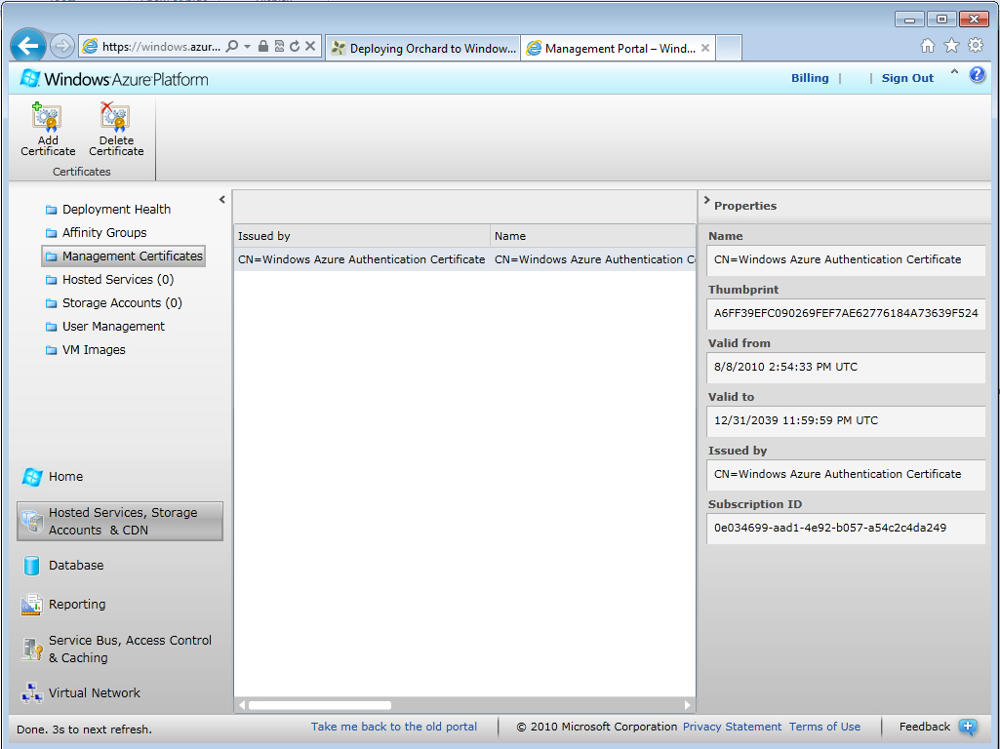 https://windows.azur...
Deploying Orchard to Window...
Management Portal – Wind...
Windows Azure Platform
Billing |
| Sign Out
Add
Certificate
Delete
Certificate
Certificates
Deployment Health
Affinity Groups
Management Certificates
Hosted Services (0)
Storage Accounts (0)
User Management
VM Images
Home
Hosted Services, Storage
Accounts & CDN
Database
Reporting
Service Bus, Access Control
& Caching
Virtual Network
Issued by
Name
CN=Windows Azure Authentication Certificate
CN=Windows Azure Authentication C
Properties
Name
CN=Windows Azure Authentication Certificate
Thumbprint
A6FF39EFC090269FEF7AE62776184A73639F524
Valid from
8/8/2010 2:54:33 PM UTC
Valid to
12/31/2039 11:59:59 PM UTC
Issued by
CN=Windows Azure Authentication Certificate
Subscription ID
0e034699-aad1-4e92-b057-a54c2c4da249
Done. 3s to next refresh.
Take me back to the old portal
© 2010 Microsoft Corporation
Privacy Statement
Terms of Use
Feedback